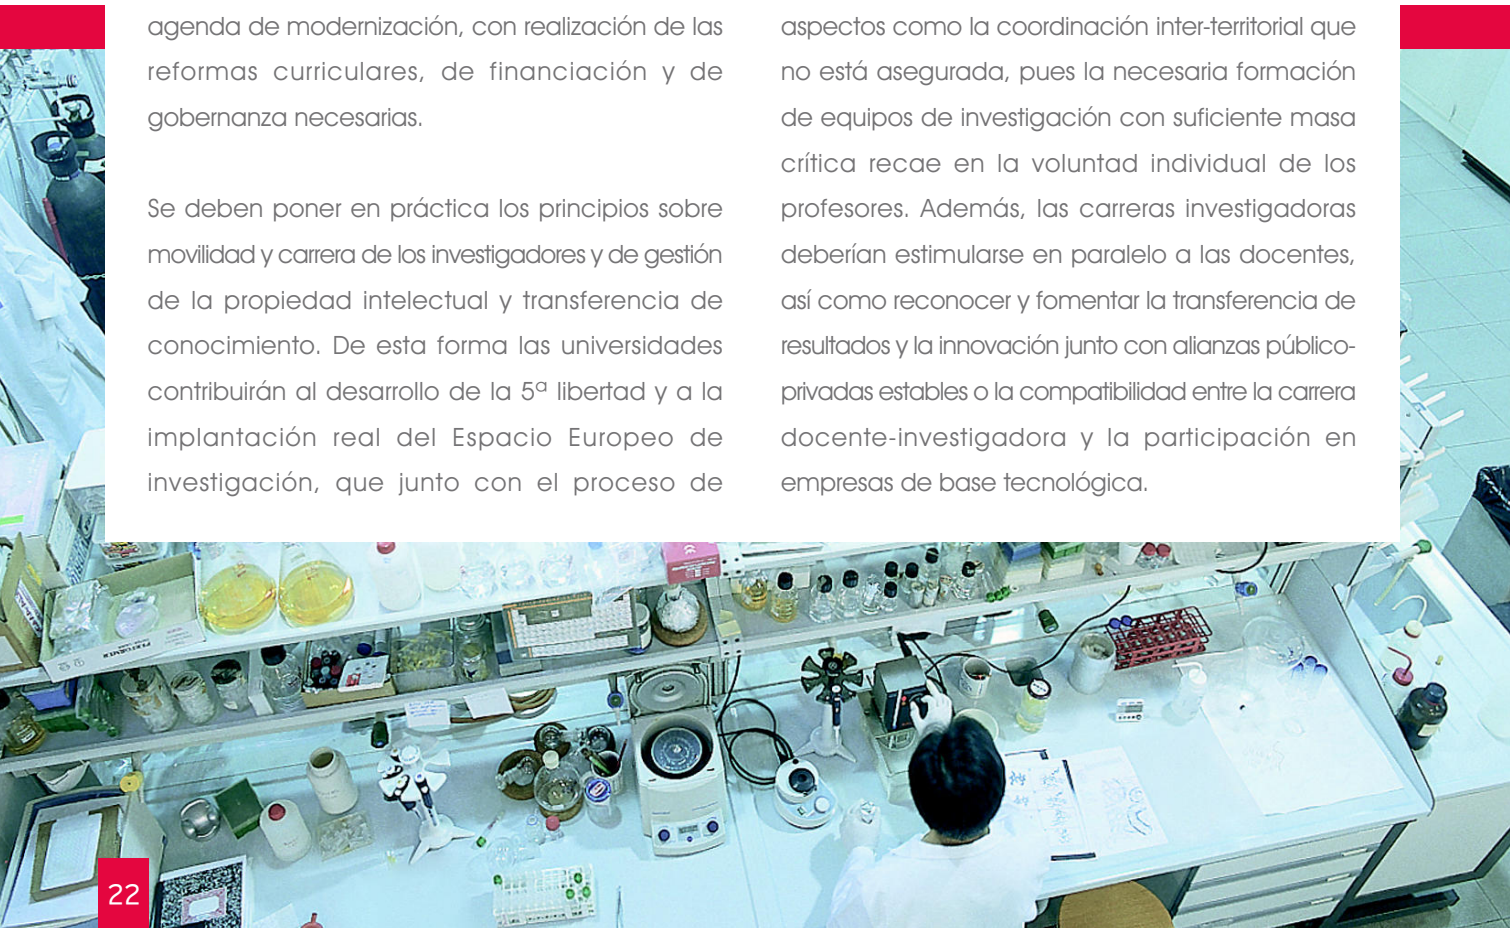 agenda de modernización, con realización de las
reformas curriculares, de financiación y de
gobernanza necesarias.
Se deben poner en práctica los principios sobre
movilidad y carrera de los investigadores y de gestión
de la propiedad intelectual y transferencia de
conocimiento. De esta forma las universidades
contribuirán al desarrollo de la 5ª libertad y a la
implantación real del Espacio Europeo de
investigación, que junto con el proceso de
aspectos como la coordinación inter-territorial que
no está asegurada, pues la necesaria formación
de equipos de investigación con suficiente masa
crítica recae en la voluntad individual de los
profesores. Además, las carreras investigadoras
deberían estimularse en paralelo a las docentes,
así como reconocer y fomentar la transferencia de
resultados y la innovación junto con alianzas público-
privadas estables o la compatibilidad entre la carrera
docente-investigadora y la participación en
empresas de base tecnológica.
22